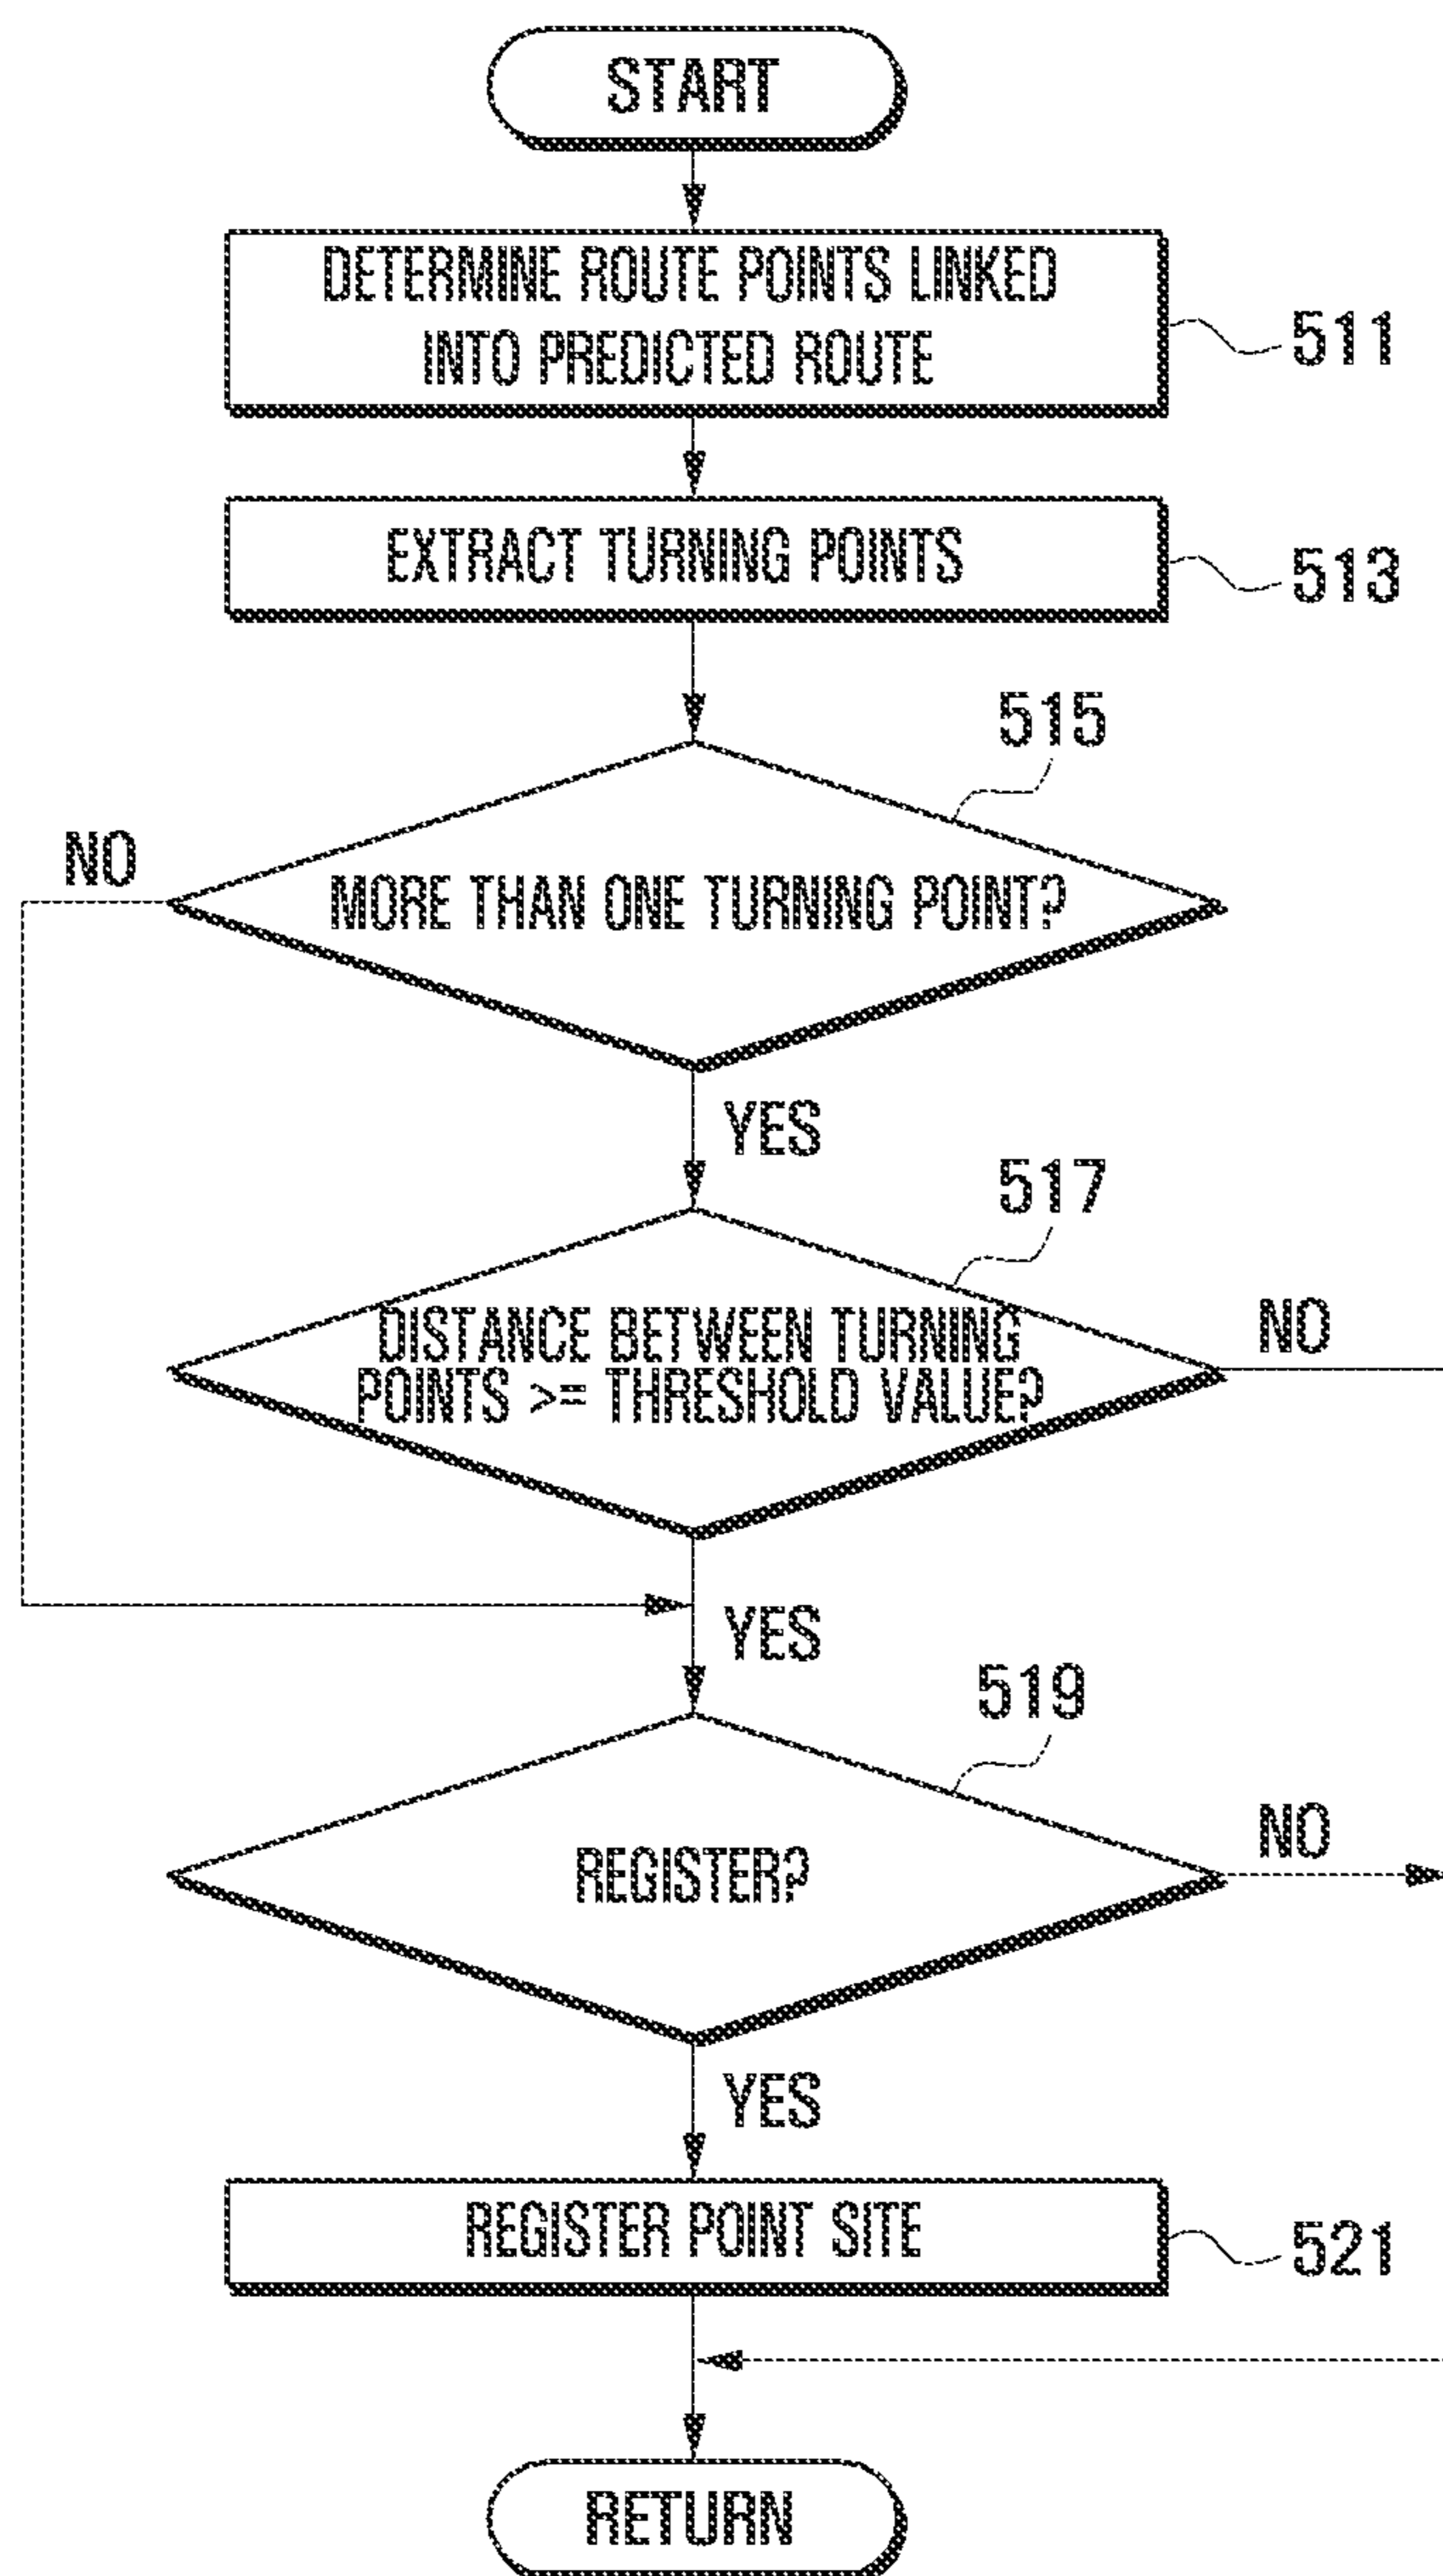 START
DETERMINE ROUTE POINTS LINKED
INTO PREDICTED ROUTE
511
EXTRACT TURNING POINTS
513
515
NO
MORE THAN ONE TURNING POINT?
YES
517
DISTANCE BETWEEN TURNING
POINTS >= THRESHOLD VALUE?
NO
YES
519
REGISTER?
NO
YES
REGISTER POINT SITE
521
RETURN